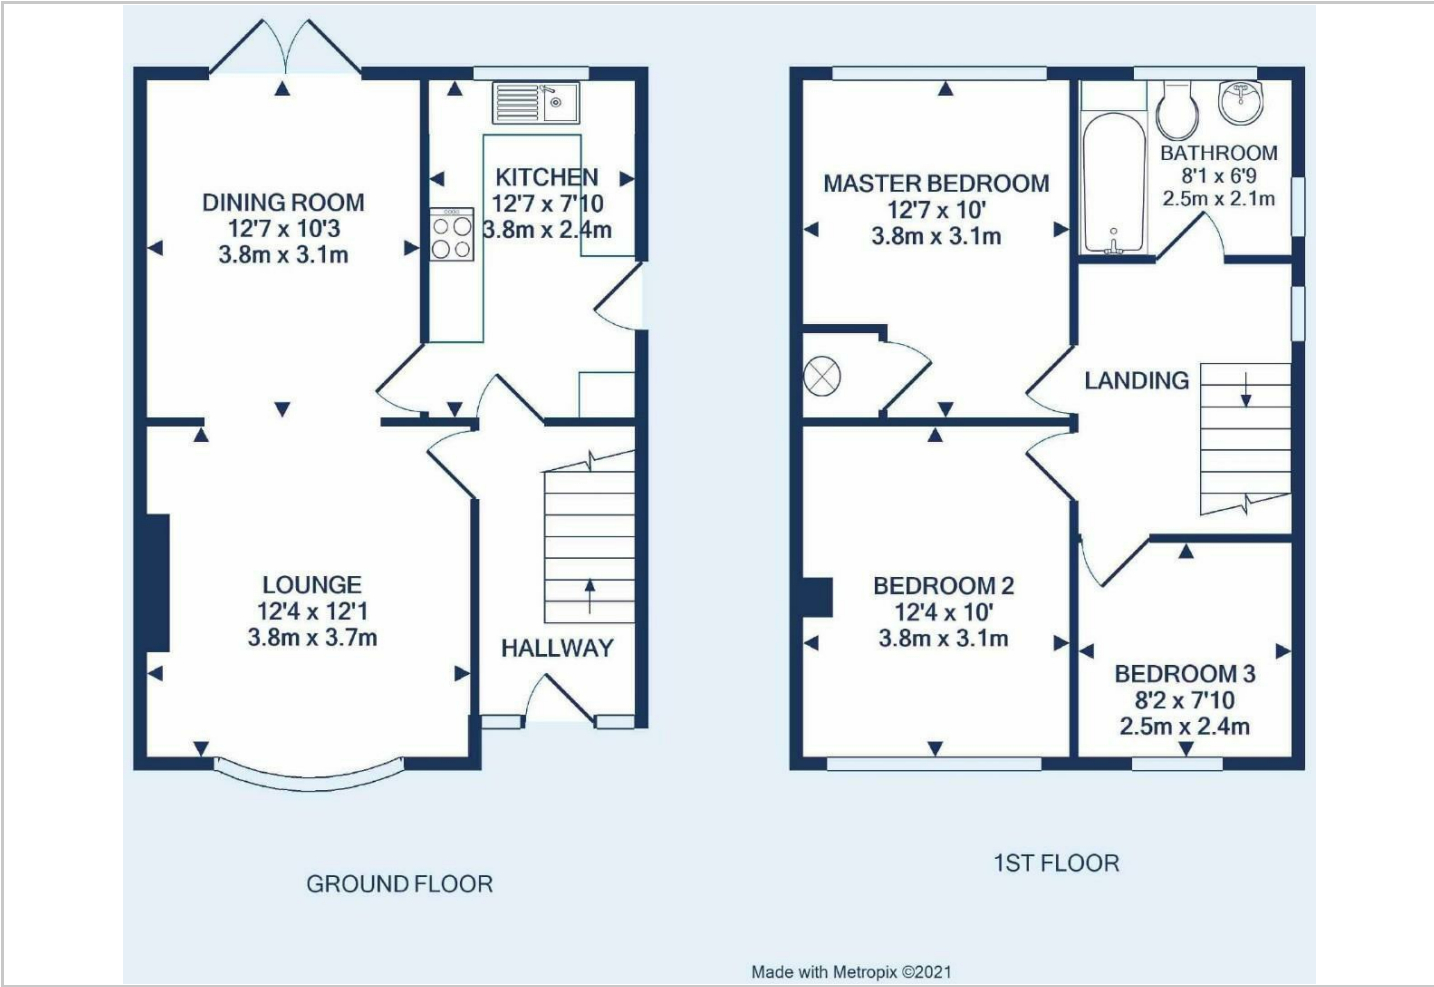 DINING ROOM
12'7 x 10'3
3.8m x 3.1m
KITCHEN
12'7 x 7'10
3.8m x 2.4m
LOUNGE
12'4 x 12'1
3.8m x 3.7m
HALLWAY
GROUND FLOOR
MASTER BEDROOM
12'7 x 10'
3.8m x 3.1m
BATHROOM
8'1 x 6'9
2.5m x 2.1m
LANDING
BEDROOM 2
12'4 x 10'
3.8m x 3.1m
BEDROOM 3
8'2 x 7'10
2.5m x 2.4m
1ST FLOOR
Made with Metropix ©2021